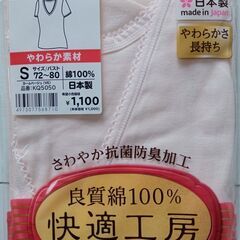 日本製
made in Japan
やわらかさ
長持ち
やわらか素材
S
サイズ/バスト
72～80
綿100%
日本製
品番/KQ5050
¥1,100
さわやか抗菌防臭加工
良質綿100%
快適工房